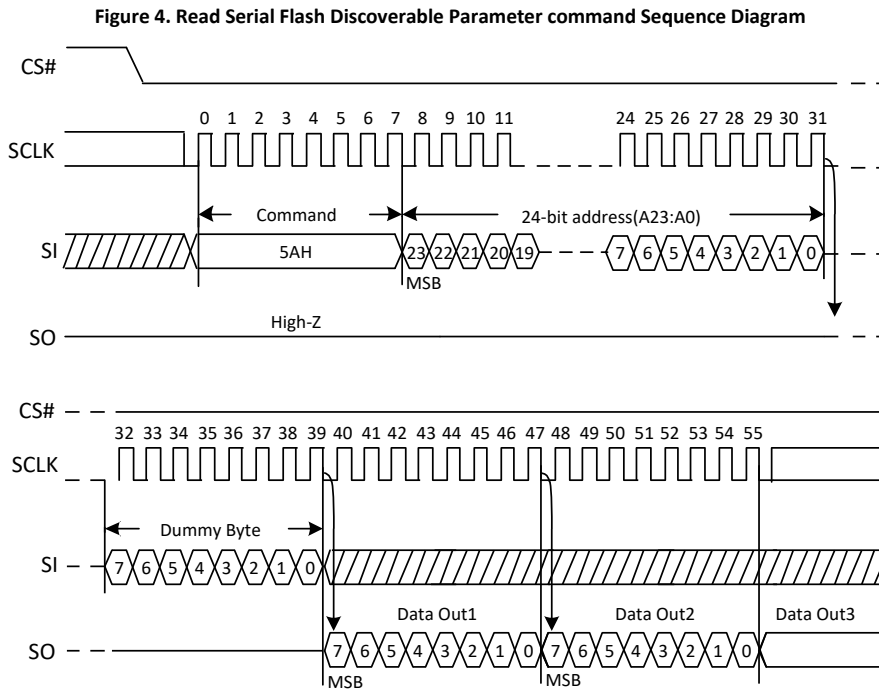 Figure 4. Read Serial Flash Discoverable Parameter command Sequence Diagram
CS#
0 1 2 3 4 5 6 7 8 9 10 11 24 25 26 27 28 29 30 31
SCLK
Command 24-bit address(A23:A0)
SI 5AH 23 22 21 20 19 7 6 5 4 3 2 1 0
MSB
High-Z
SO
CS#
32 33 34 35 36 37 38 39 40 41 42 43 44 45 46 47 48 49 50 51 52 53 54 55
SCLK
Dummy Byte
SI 7 6 5 4 3 2 1 0
Data Out1 Data Out2 Data Out3
SO 7 6 5 4 3 2 1 0 7 6 5 4 3 2 1 0
MSB MSB